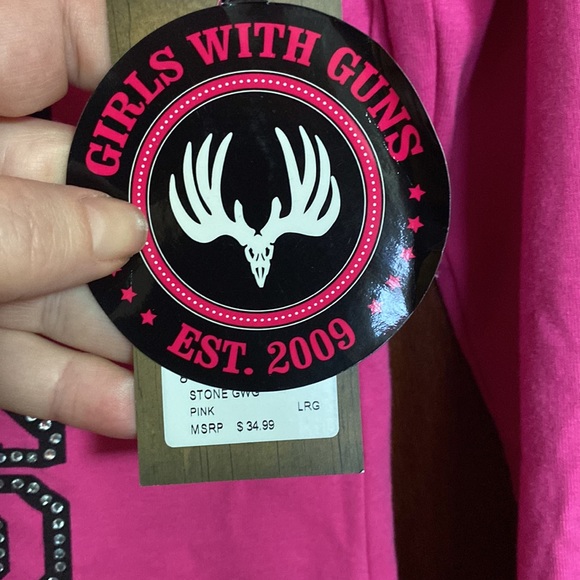 GIRLS WITH GUNS
EST. 2009
STONE GWG
PINK LRG
MSRP $ 34.99